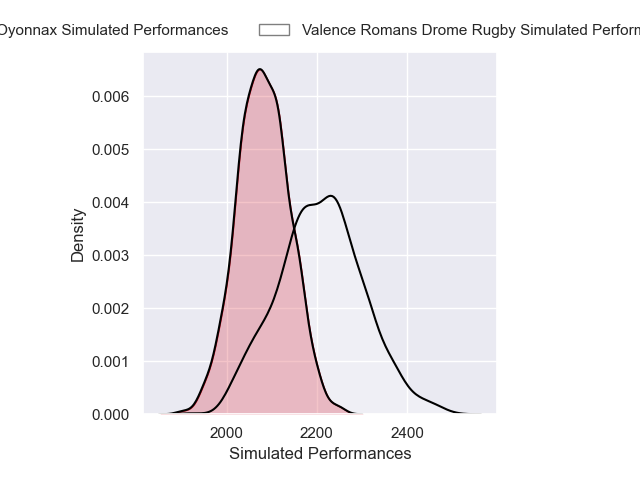 Oyonnax Simulated Performances
Valence Romans Drome Rugby Simulated Perform
0.006
0.005
0.004
0.003
0.002
0.001
0.000
Density
2000 2200 2400
Simulated Performances